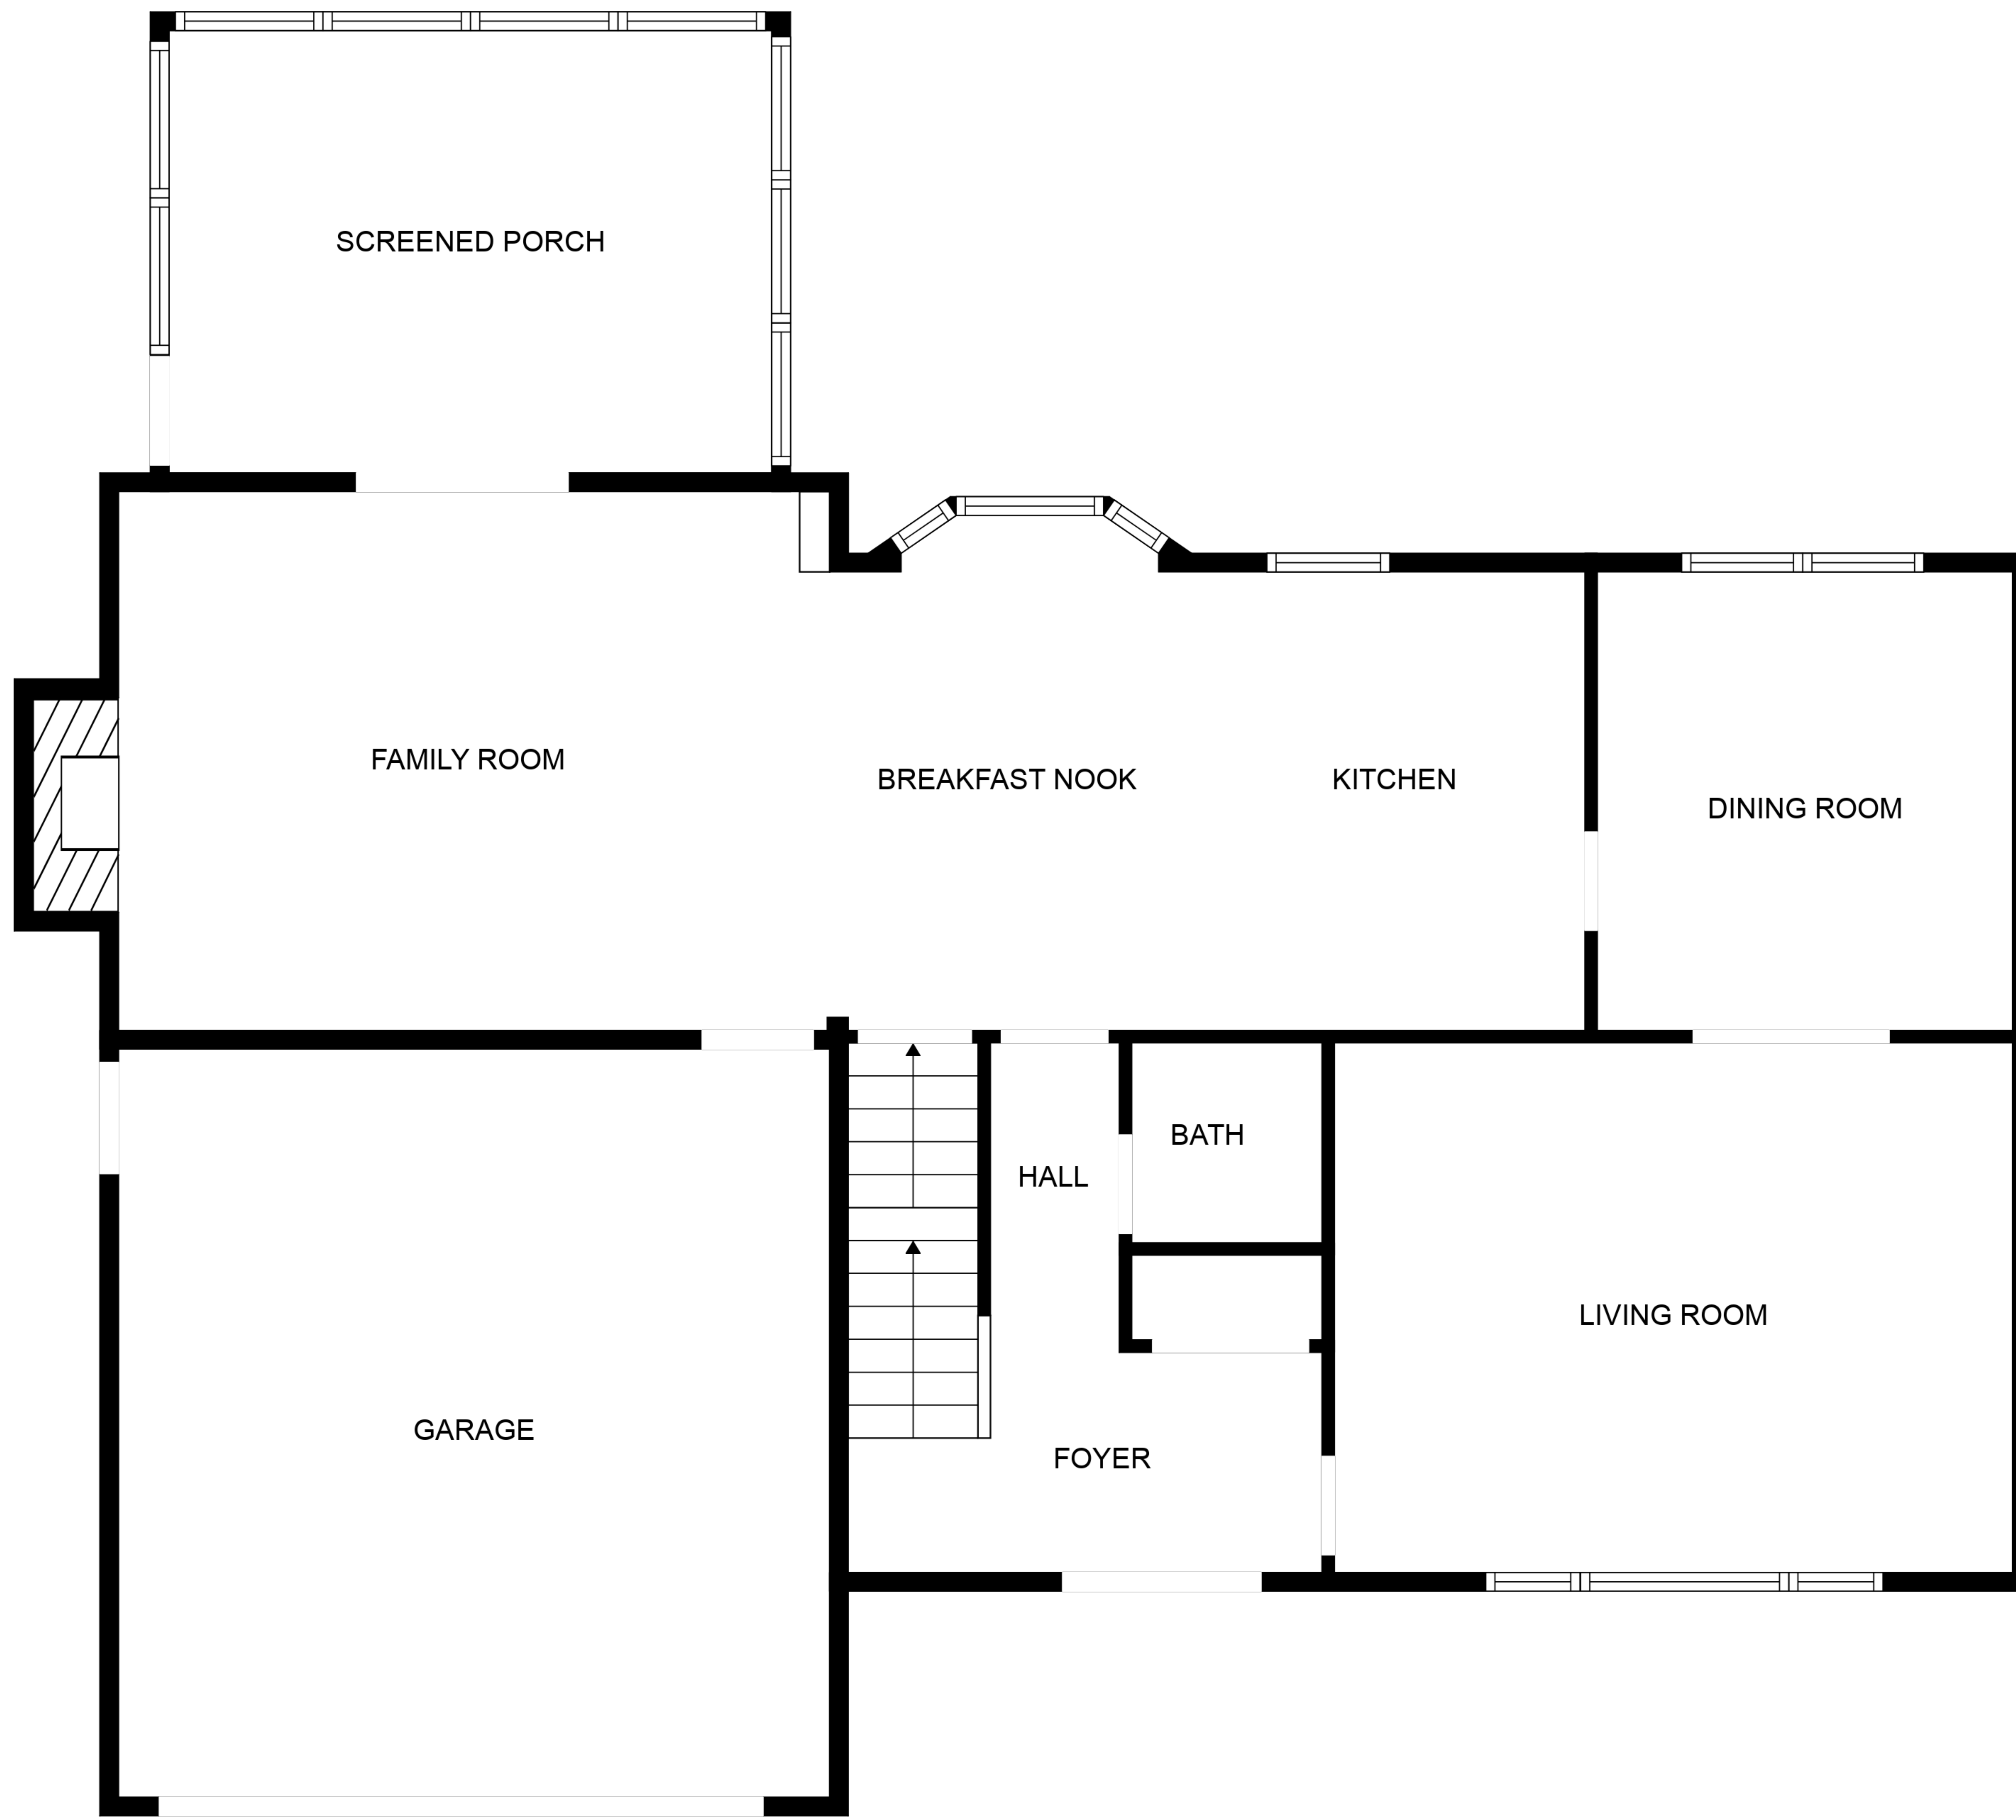 SCREENED PORCH
FAMILY ROOM
BREAKFAST NOOK
KITCHEN
DINING ROOM
BATH
HALL
LIVING ROOM
GARAGE
FOYER